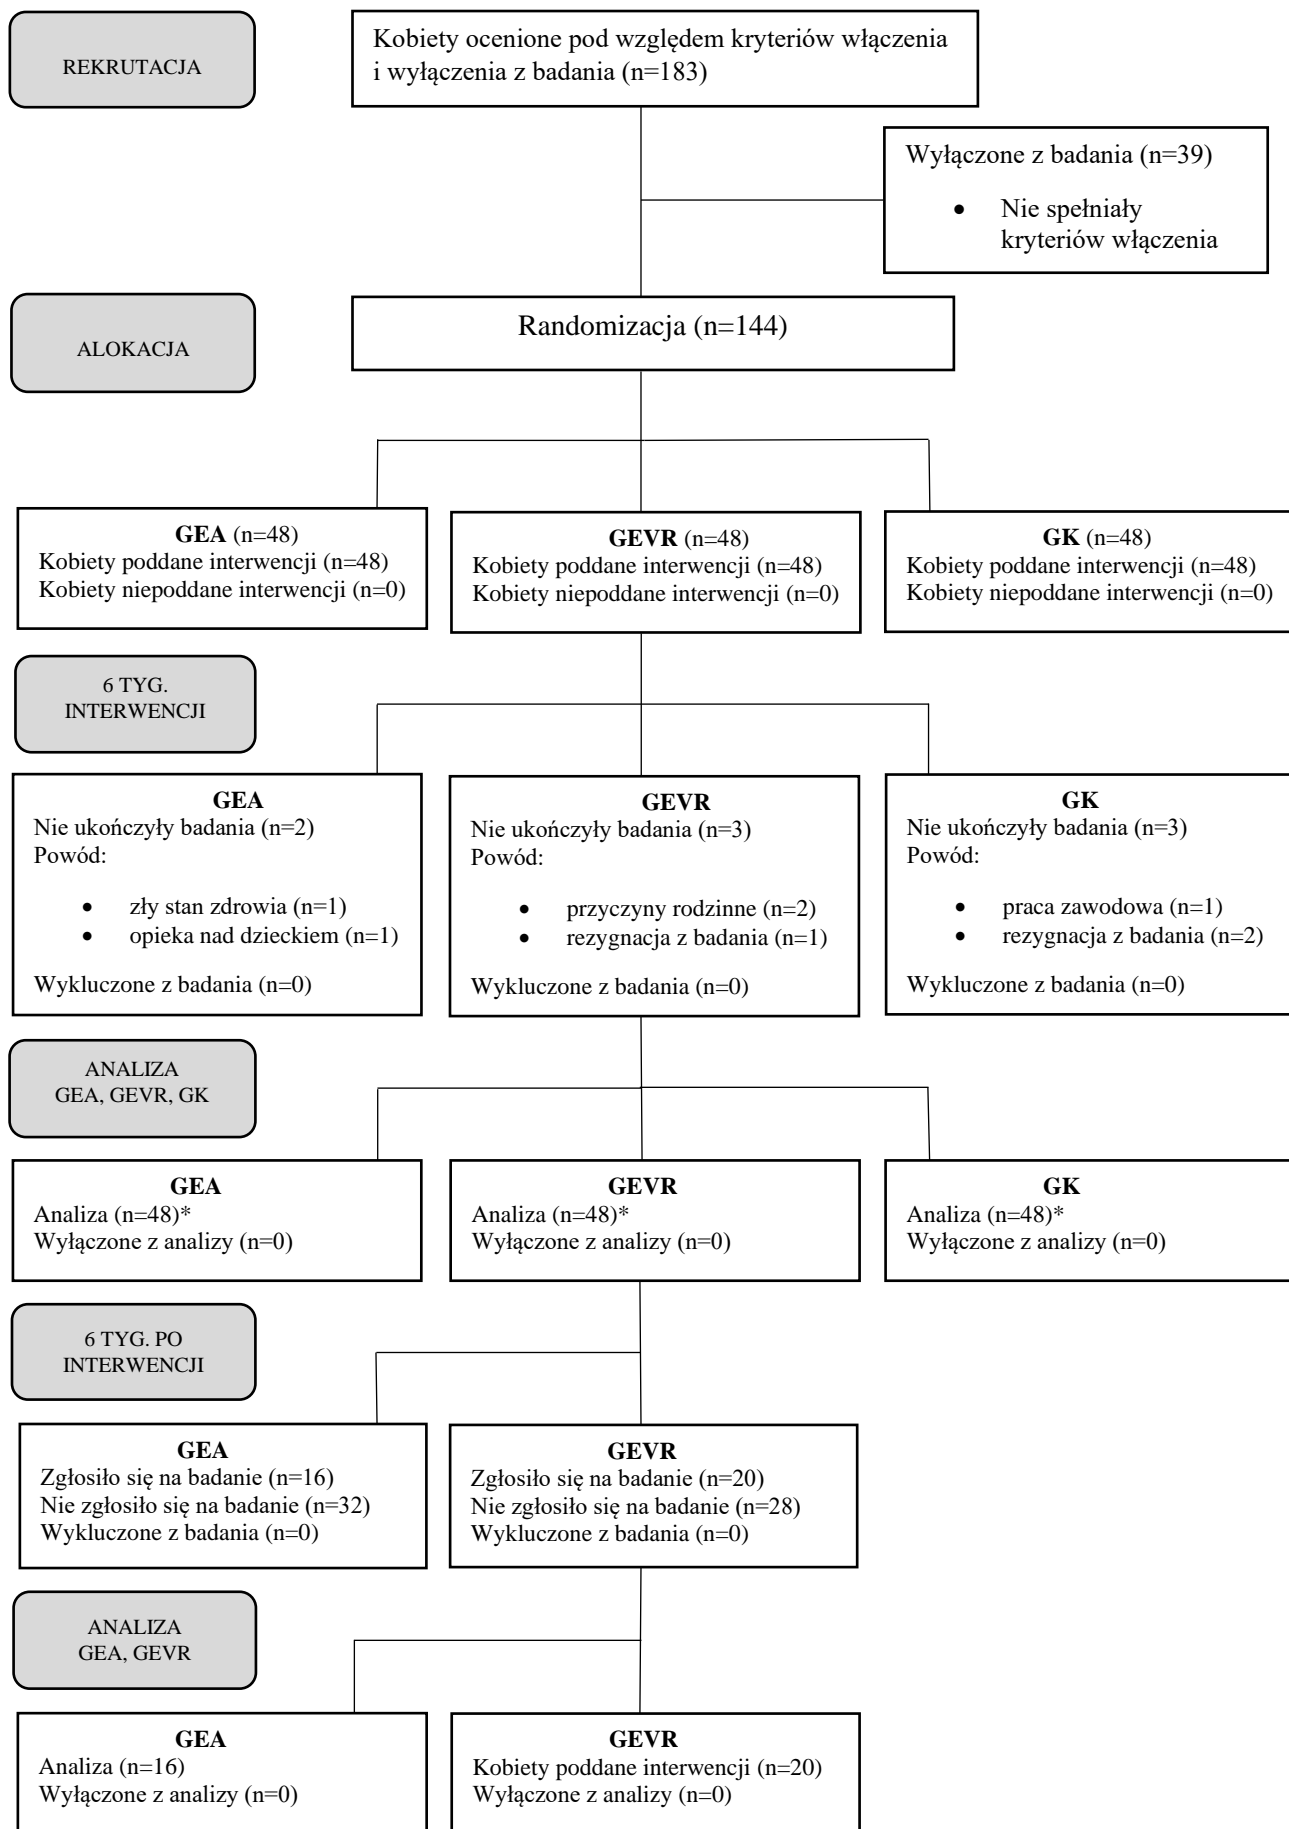 REKRUTACJA
Kobiety ocenione pod względem kryteriów włączenia
i wyłączenia z badania (n=183)
Wyłączone z badania (n=39)
• Nie spełniały
kryteriów włączenia
ALOKACJA
Randomizacja (n=144)
GEA (n=48)
Kobiety poddane interwencji (n=48)
Kobiety niepoddane interwencji (n=0)
GEVR (n=48)
Kobiety poddane interwencji (n=48)
Kobiety niepoddane interwencji (n=0)
GK (n=48)
Kobiety poddane interwencji (n=48)
Kobiety niepoddane interwencji (n=0)
6 TYG.
INTERWENCJI
GEA
Nie ukończyły badania (n=2)
Powód:
• zły stan zdrowia (n=1)
• opieka nad dzieckiem (n=1)
Wykluczone z badania (n=0)
GEVR
Nie ukończyły badania (n=3)
Powód:
• przyczyny rodzinne (n=2)
• rezygnacja z badania (n=1)
Wykluczone z badania (n=0)
GK
Nie ukończyły badania (n=3)
Powód:
• praca zawodowa (n=1)
• rezygnacja z badania (n=2)
Wykluczone z badania (n=0)
ANALIZA
GEA, GEVR, GK
GEA
Analiza (n=48)*
Wyłączone z analizy (n=0)
GEVR
Analiza (n=48)*
Wyłączone z analizy (n=0)
GK
Analiza (n=48)*
Wyłączone z analizy (n=0)
6 TYG. PO
INTERWENCJI
GEA
Zgłosiło się na badanie (n=16)
Nie zgłosiło się na badanie (n=32)
Wykluczone z badania (n=0)
GEVR
Zgłosiło się na badanie (n=20)
Nie zgłosiło się na badanie (n=28)
Wykluczone z badania (n=0)
ANALIZA
GEA, GEVR
GEA
Analiza (n=16)
Wyłączone z analizy (n=0)
GEVR
Kobiety poddane interwencji (n=20)
Wyłączone z analizy (n=0)